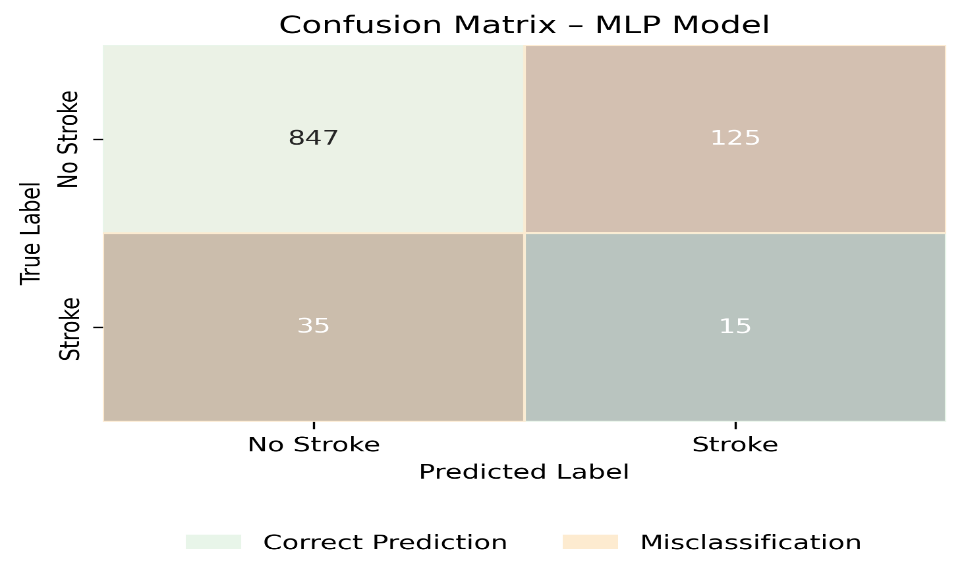 Confusion Matrix – MLP Model
True Label
No Stroke
847
125
Stroke
35
15
No Stroke
Stroke
Predicted Label
Correct Prediction
Misclassification